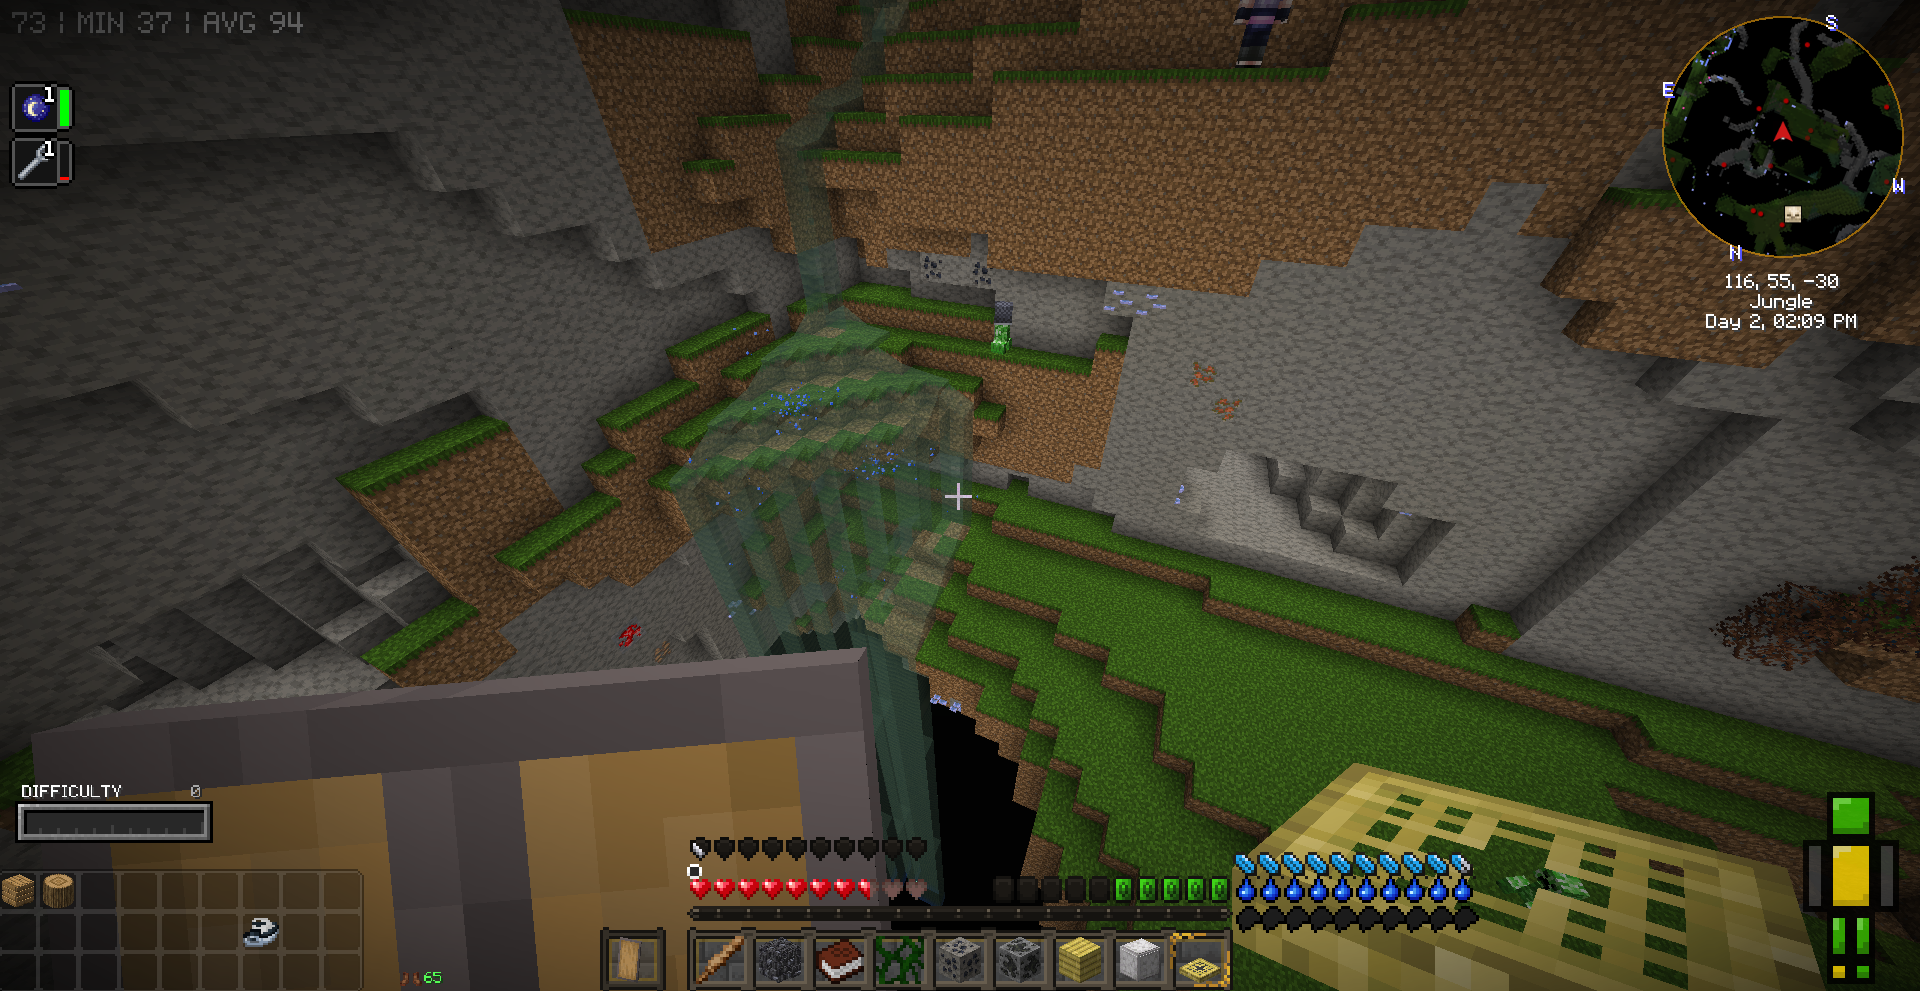 73 | MIN 37 | AVG 94
1
1
S
E
W
N
116, 55, -30
Jungle
Day 2, 02:09 PM
DIFFICULTY 0
65